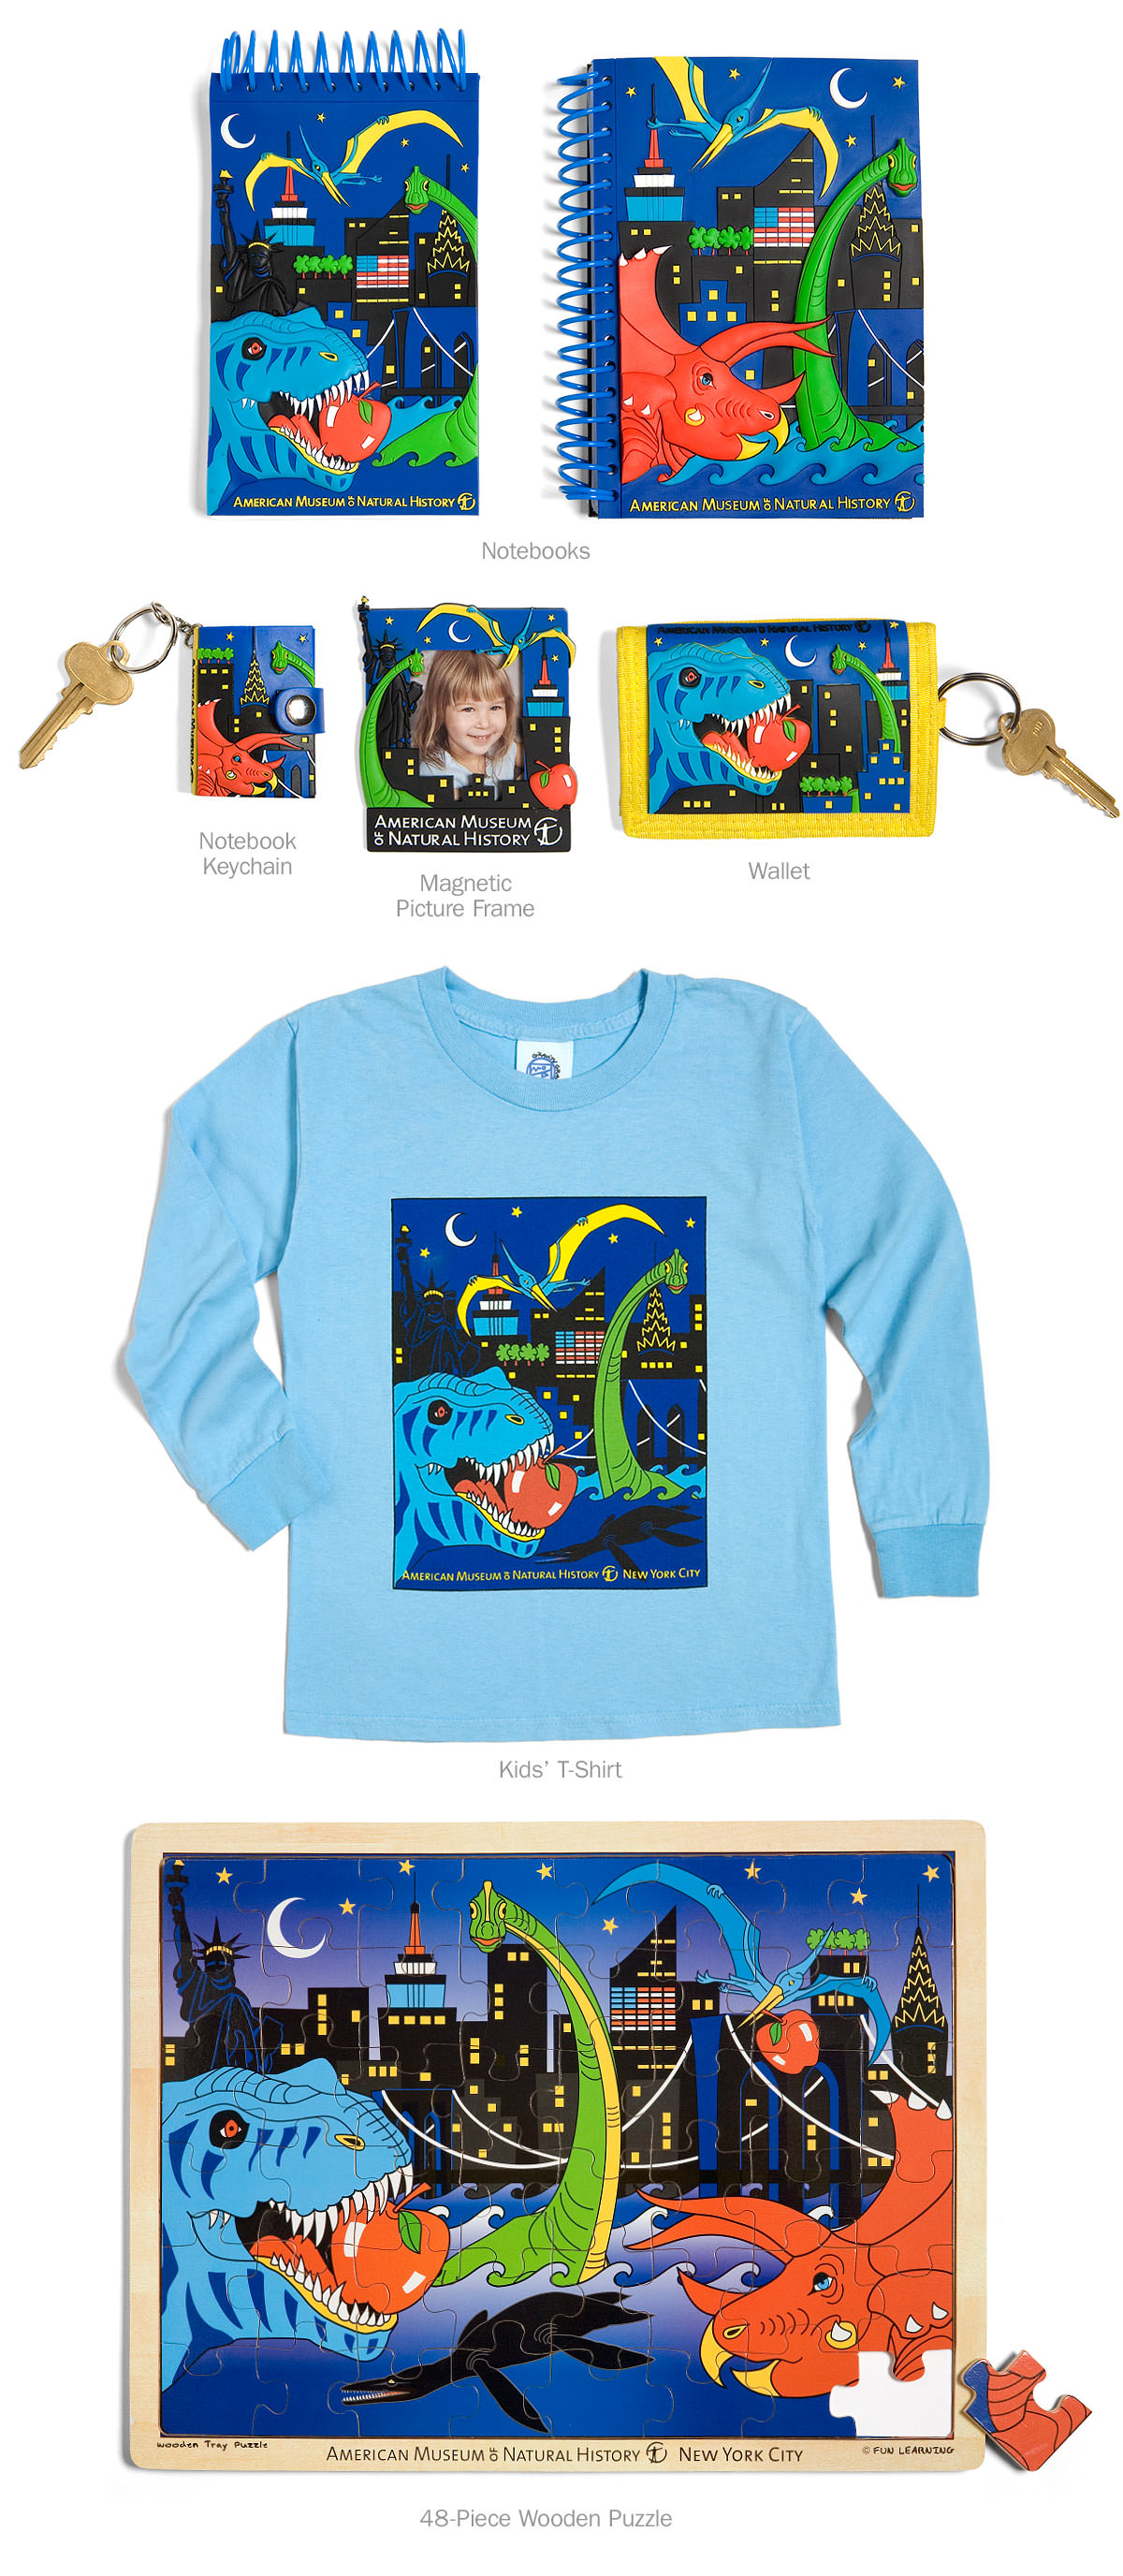 AMERICAN MUSEUM OF NATURAL HISTORY
AMERICAN MUSEUM OF NATURAL HISTORY
Notebooks
AMERICAN MUSEUM OF NATURAL HISTORY
AMERICAN MUSEUM
OF NATURAL HISTORY
Notebook
Keychain
Magnetic
Picture Frame
Wallet
AMERICAN MUSEUM OF NATURAL HISTORY NEW YORK CITY
Kids’ T-Shirt
Wooden Tray Puzzle
AMERICAN MUSEUM OF NATURAL HISTORY NEW YORK CITY
© FUN LEARNING
48-Piece Wooden Puzzle